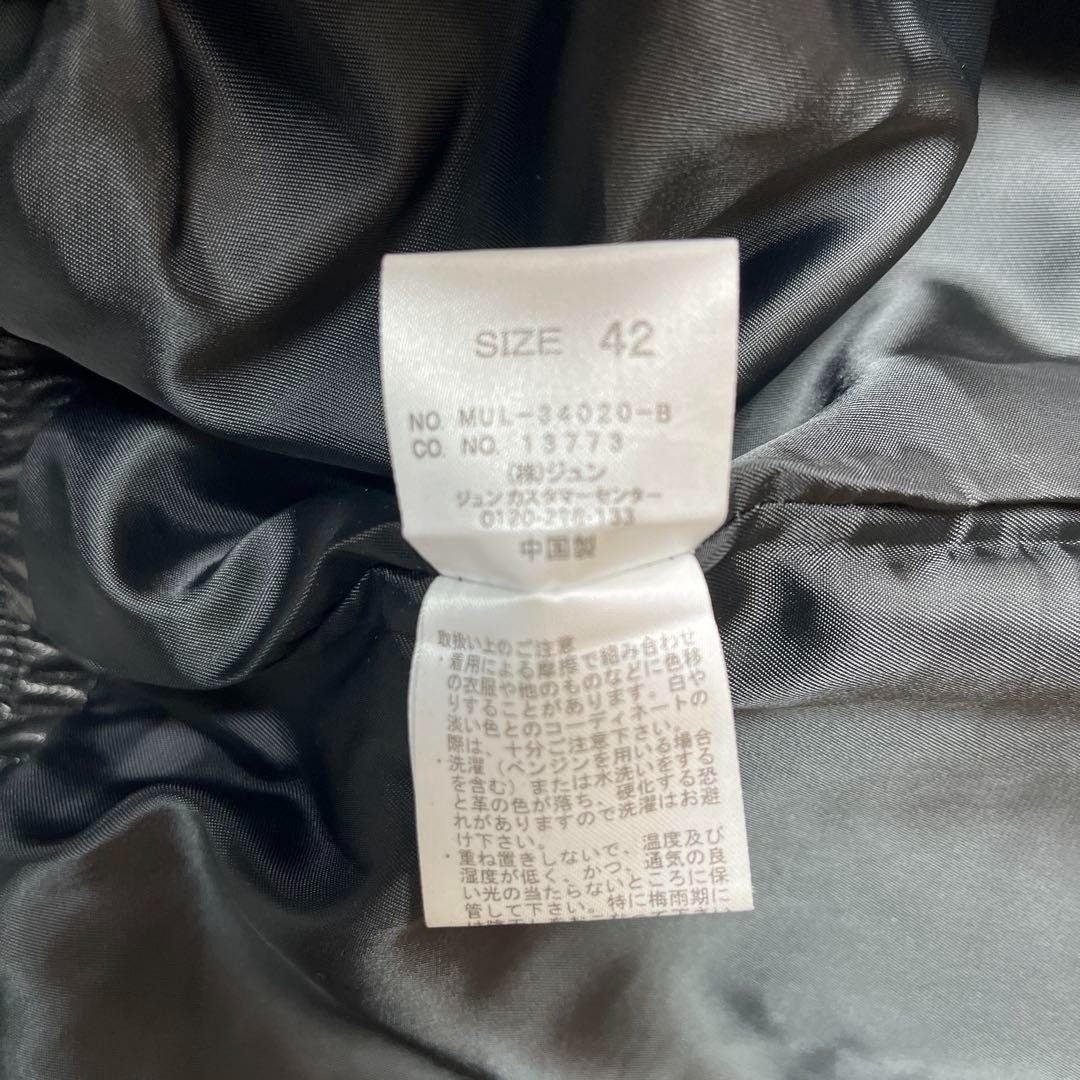 SIZE 42
NO. MUL-34020-B
CO. NO. 13773
(株)ジュン
ジュンカスタマーセンター
0120-298-133
中国製
取扱い上のご注意
・着用による摩擦で組み合わせ
の衣服や他のものなどに色移
りすることがあります。白や
淡い色とのコーディネートの
際は、十分ご注意下さい。
・洗濯(ベンジンを用いる場合
を含む)または水洗いをする
と革の色が落ち、硬化する恐
れがありますので洗濯はお避
け下さい。
・重ね置きしないで、温度及び
湿度が低く、かつ、通気の良
い光の当たらないところに保
管して下さい。特に梅雨期に